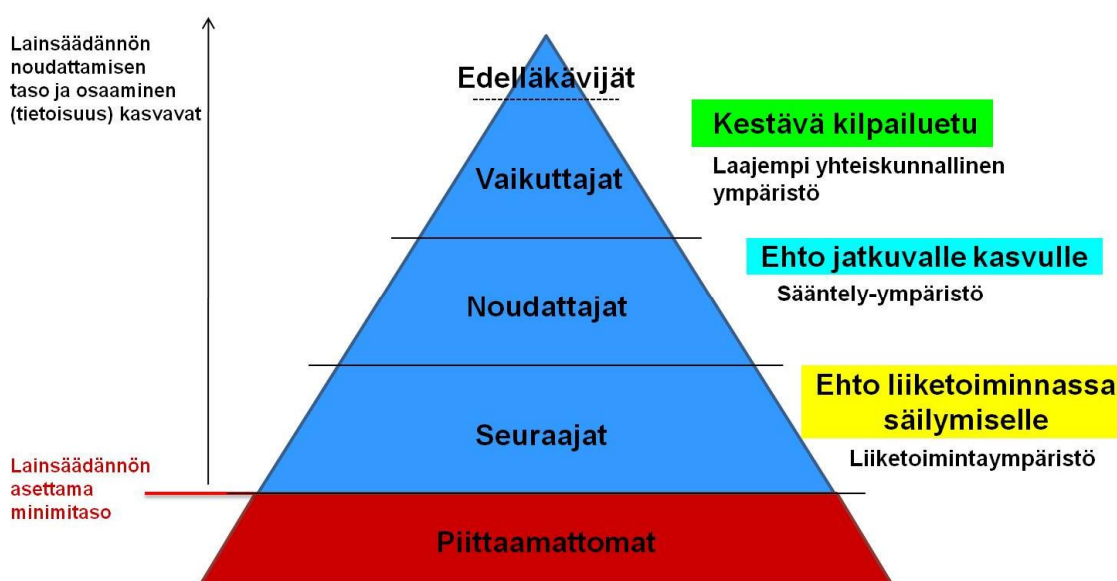 Lainsäädännön
noudattamisen
taso ja osaaminen
(tietoisuus) kasvavat
Edelläkävijät
Kestävä kilpailuetu
Vaikuttajat
Laajempi yhteiskunnallinen
ympäristö
Ehto jatkuvalle kasvulle
Sääntely-ympäristö
Noudattajat
Ehto liiketoiminnassa
säilymiselle
Seuraajat
Liiketoimintaympäristö
Lainsäädännön
asettama
minimitaso
Piittaamattomat